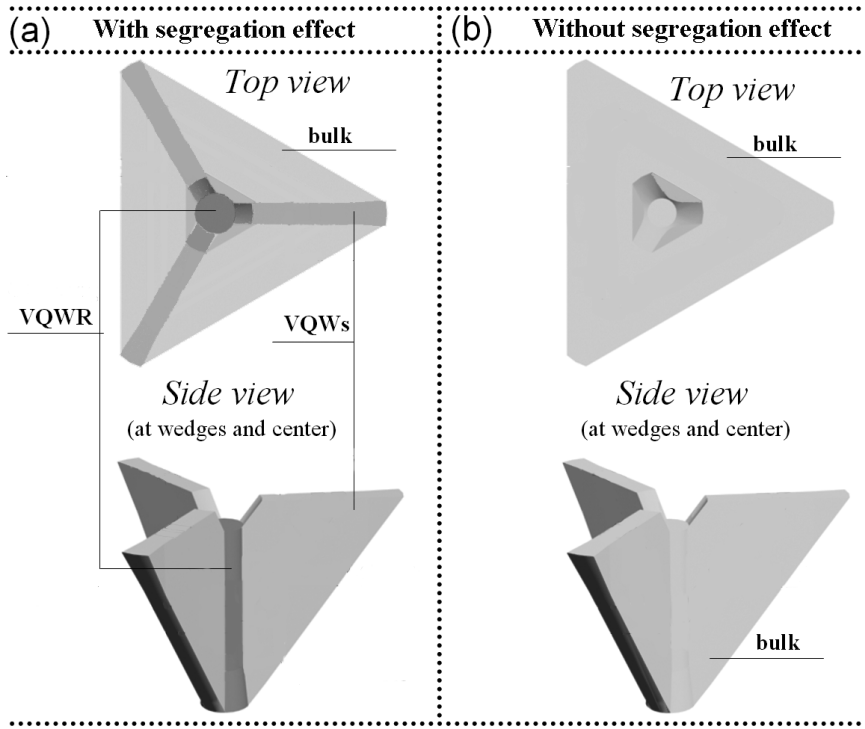 (a) With segregation effect
Top view
bulk
VQWR
VQWs
Side view
(at wedges and center)
(b) Without segregation effect
Top view
bulk
Side view
(at wedges and center)
bulk